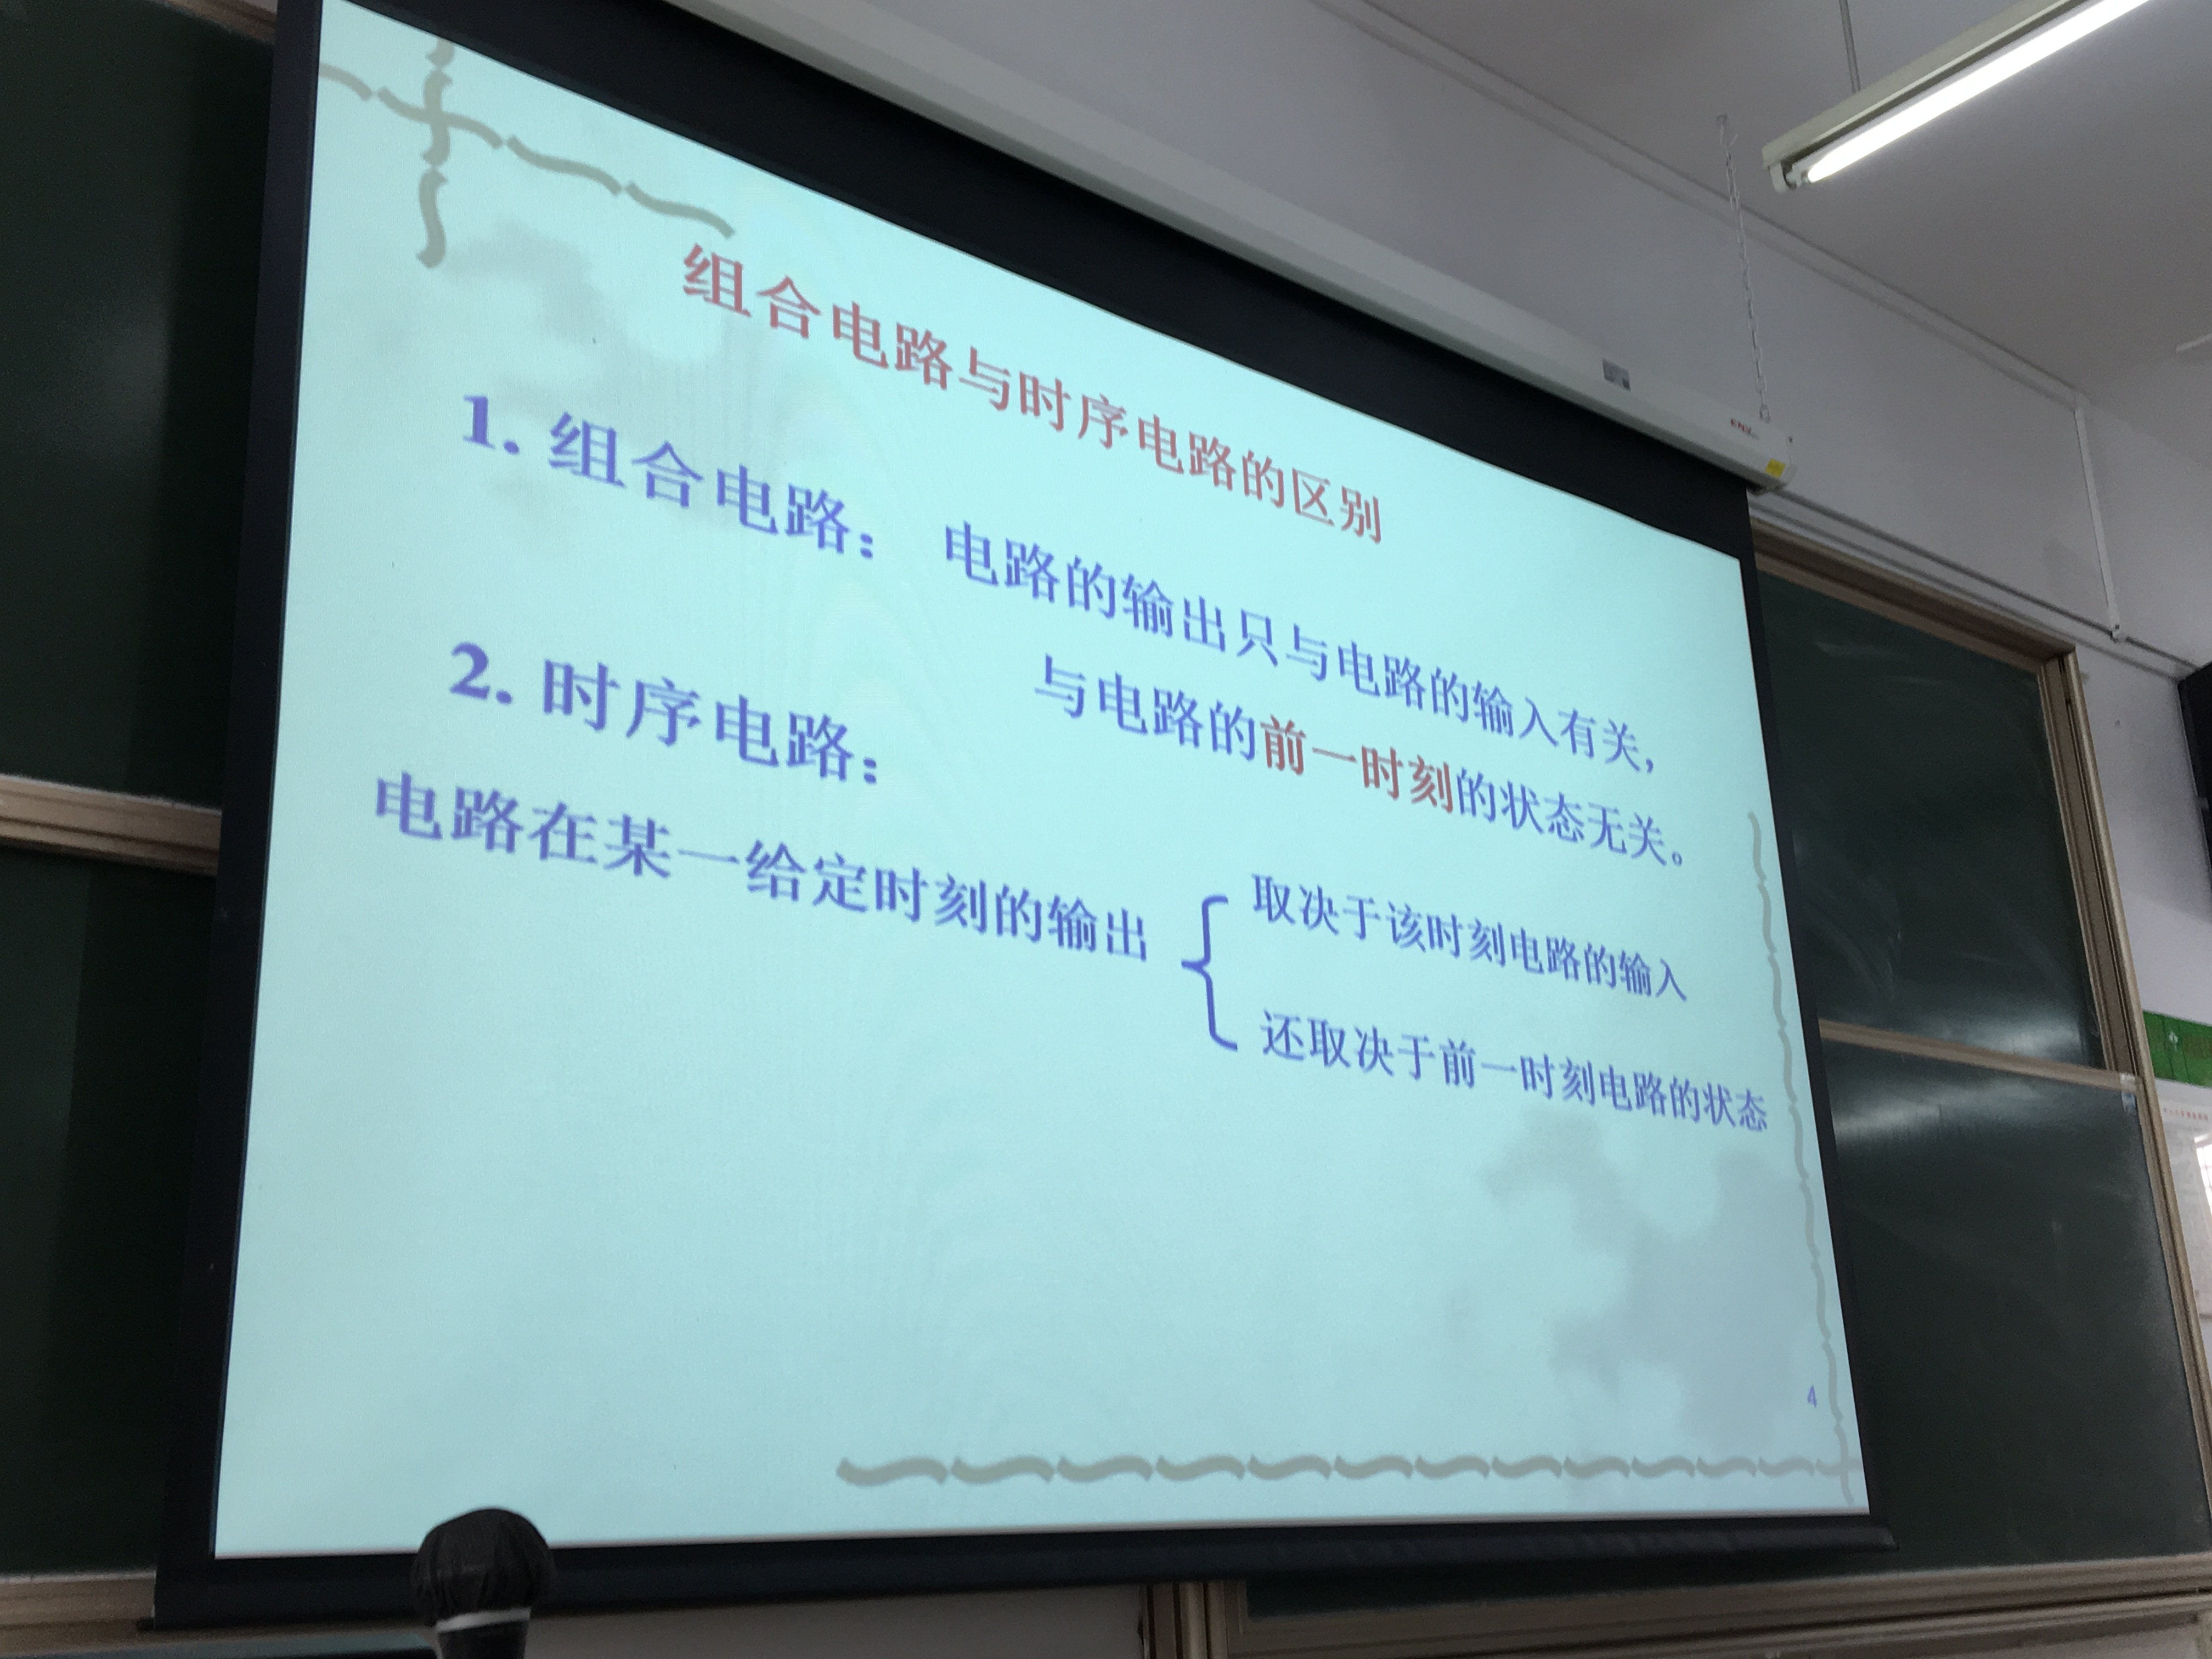 组合电路与时序电路的区别
1. 组合电路： 电路的输出只与电路的输入有关，
与电路的前一时刻的状态无关。
2. 时序电路：
电路在某一给定时刻的输出
取决于该时刻电路的输入
还取决于前一时刻电路的状态
4